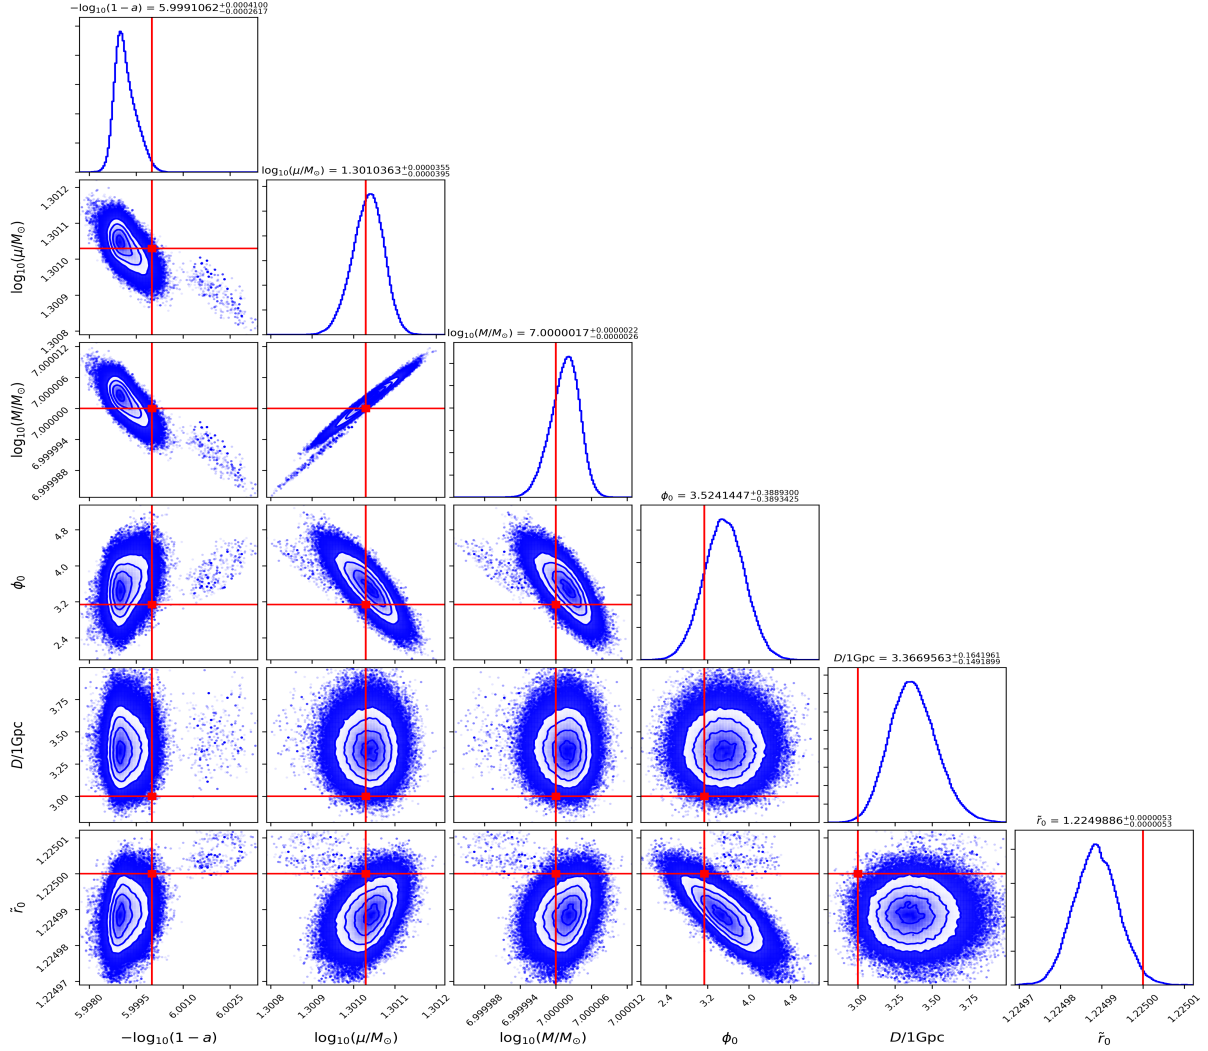 −log₁₀(1 − a) = 5.9991062+0.0004100−0.0002617
log₁₀(μ/M⊙) = 1.3010363+0.0000355−0.0000395
1.3012
1.3011
1.3010
1.3009
1.3008
log₁₀(μ/M⊙)
log₁₀(M/M⊙) = 7.0000017+0.0000022−0.0000026
7.000012
7.000006
7.000000
6.999994
6.999988
log₁₀(M/M⊙)
ϕ₀ = 3.5241447+0.3889300−0.3893425
4.8
4.0
3.2
2.4
ϕ₀
D/1Gpc = 3.3669563+0.1641961−0.1491899
3.75
3.50
3.25
3.00
D/1Gpc
r̃₀ = 1.2249886+0.0000053−0.0000053
1.22501
1.22500
1.22499
1.22498
1.22497
r̃₀
5.9980 5.9995 6.0010 6.0025
1.3008 1.3009 1.3010 1.3011 1.3012
6.999988 6.999994 7.000000 7.000006 7.000012
2.4 3.2 4.0 4.8
3.00 3.25 3.50 3.75
1.22497 1.22498 1.22499 1.22500 1.22501
−log₁₀(1 − a) log₁₀(μ/M⊙) log₁₀(M/M⊙) ϕ₀ D/1Gpc r̃₀